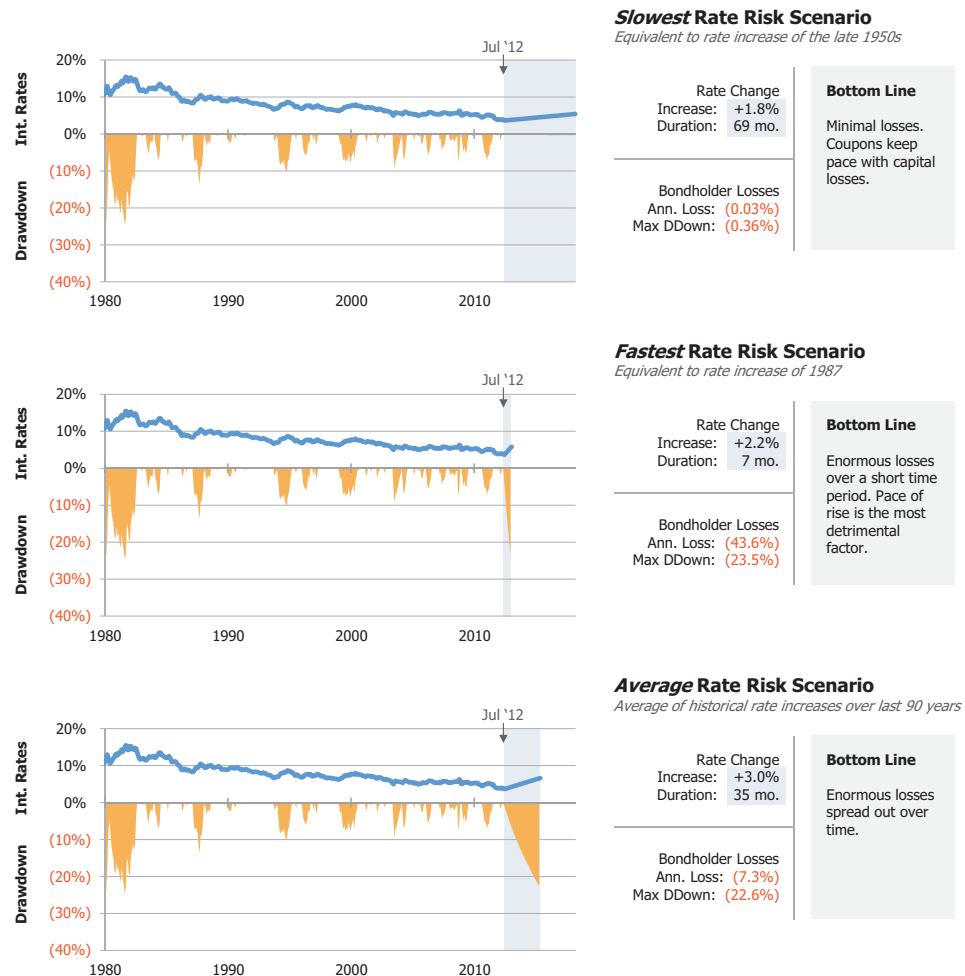 Slowest Rate Risk Scenario
Equivalent to rate increase of the late 1950s
Jul ‘12
Int. Rates
Drawdown
20%
10%
0%
(10%)
(20%)
(30%)
(40%)
1980
1990
2000
2010
Rate Change
Increase: +1.8%
Duration: 69 mo.
Bondholder Losses
Ann. Loss: (0.03%)
Max DDown: (0.36%)
Bottom Line
Minimal losses.
Coupons keep
pace with capital
losses.
Fastest Rate Risk Scenario
Equivalent to rate increase of 1987
Jul ‘12
Int. Rates
Drawdown
20%
10%
0%
(10%)
(20%)
(30%)
(40%)
1980
1990
2000
2010
Rate Change
Increase: +2.2%
Duration: 7 mo.
Bondholder Losses
Ann. Loss: (43.6%)
Max DDown: (23.5%)
Bottom Line
Enormous losses
over a short time
period. Pace of
rise is the most
detrimental
factor.
Average Rate Risk Scenario
Average of historical rate increases over last 90 years
Jul ‘12
Int. Rates
Drawdown
20%
10%
0%
(10%)
(20%)
(30%)
(40%)
1980
1990
2000
2010
Rate Change
Increase: +3.0%
Duration: 35 mo.
Bondholder Losses
Ann. Loss: (7.3%)
Max DDown: (22.6%)
Bottom Line
Enormous losses
spread out over
time.